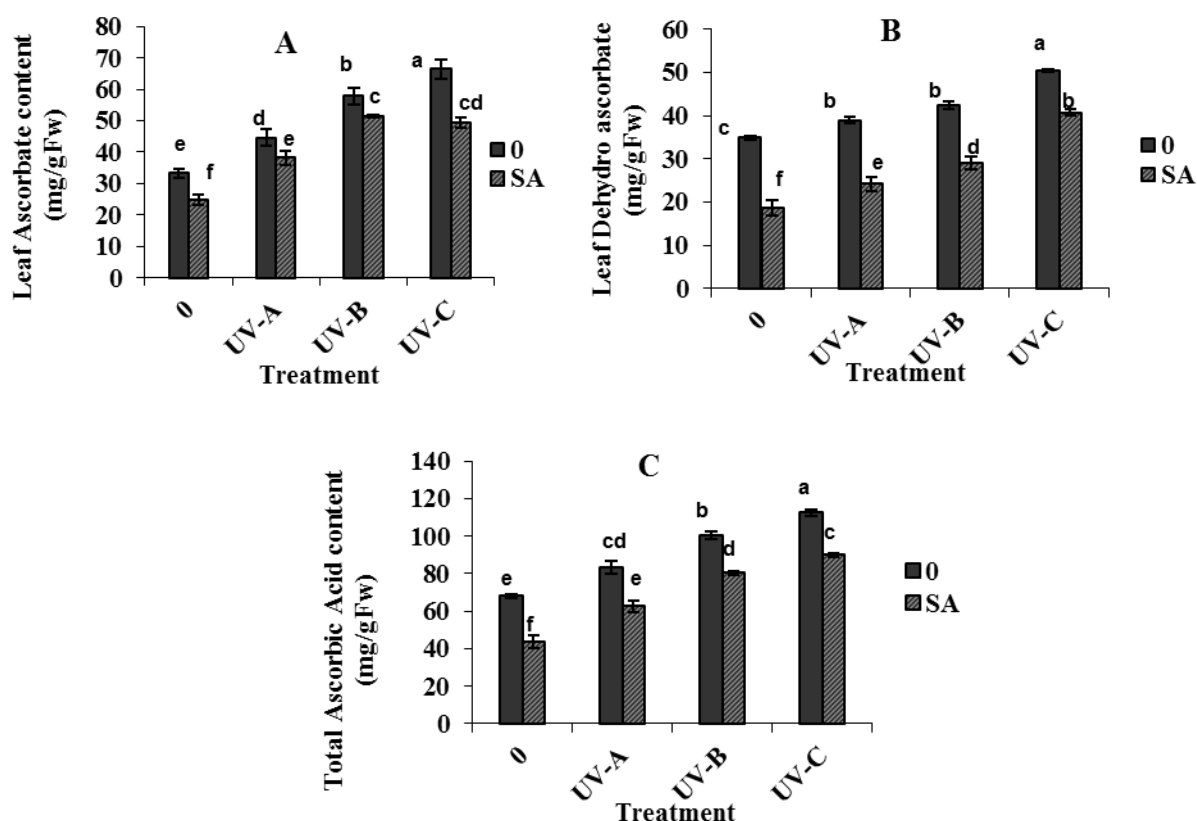 A
Leaf Ascorbate content
(mg/gFw)
80
70
60
50
40
30
20
10
0
e
f
d
e
b
c
a
cd
0
SA
0
UV-A
UV-B
UV-C
Treatment
B
Leaf Dehydro ascorbate
(mg/gFw)
60
50
40
30
20
10
0
c
f
b
e
b
d
a
b
0
SA
0
UV-A
UV-B
UV-C
Treatment
C
Total Ascorbic Acid content
(mg/gFw)
140
120
100
80
60
40
20
0
e
f
cd
e
b
d
a
c
0
SA
0
UV-A
UV-B
UV-C
Treatment